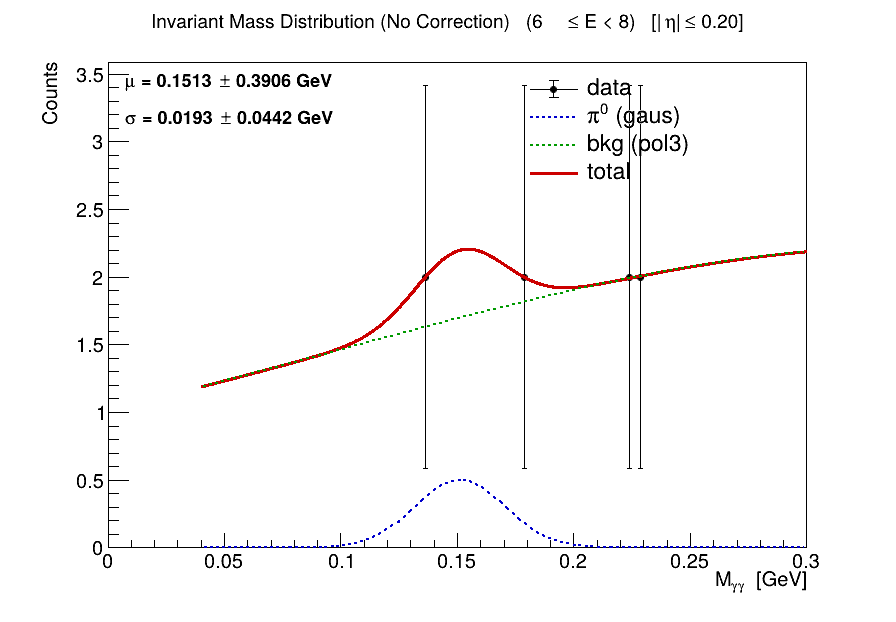 Invariant Mass Distribution (No Correction) (6 ≤ E < 8) [|η| ≤ 0.20]
Counts
3.5
3
2.5
2
1.5
1
0.5
0
μ = 0.1513 ± 0.3906 GeV
σ = 0.0193 ± 0.0442 GeV
data
π⁰ (gaus)
bkg (pol3)
total
0 0.05 0.1 0.15 0.2 0.25 0.3
Mγγ [GeV]